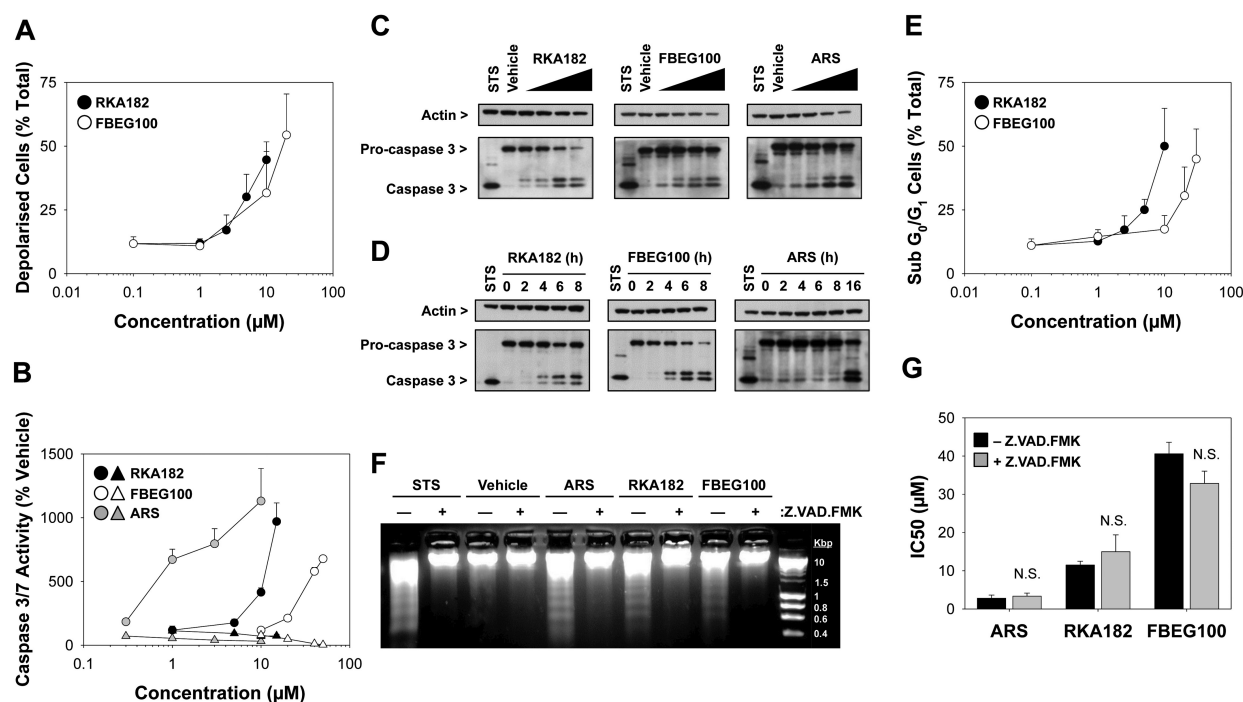 A
RKA182
FBEG100
Depolarised Cells (% Total)
75
50
25
0
0.01 0.1 1 10 100
Concentration (µM)
B
RKA182
FBEG100
ARS
Caspase 3/7 Activity (% Vehicle)
1500
1000
500
0
0.1 1 10 100
Concentration (µM)
C
RKA182 FBEG100 ARS
STS Vehicle STS Vehicle STS Vehicle
Actin >
Pro-caspase 3 >
Caspase 3 >
D
RKA182 (h) FBEG100 (h) ARS (h)
STS 0 2 4 6 8 STS 0 2 4 6 8 STS 0 2 4 6 8 16
Actin >
Pro-caspase 3 >
Caspase 3 >
E
RKA182
FBEG100
Sub G0/G1 Cells (% Total)
75
50
25
0
0.01 0.1 1 10 100
Concentration (µM)
F
STS Vehicle ARS RKA182 FBEG100
— + — + — + — + — + :Z.VAD.FMK
Kbp
10
1.5
1
0.8
0.6
0.4
G
– Z.VAD.FMK
+ Z.VAD.FMK
IC50 (µM)
50
40
30
20
10
0
N.S. N.S. N.S.
ARS RKA182 FBEG100